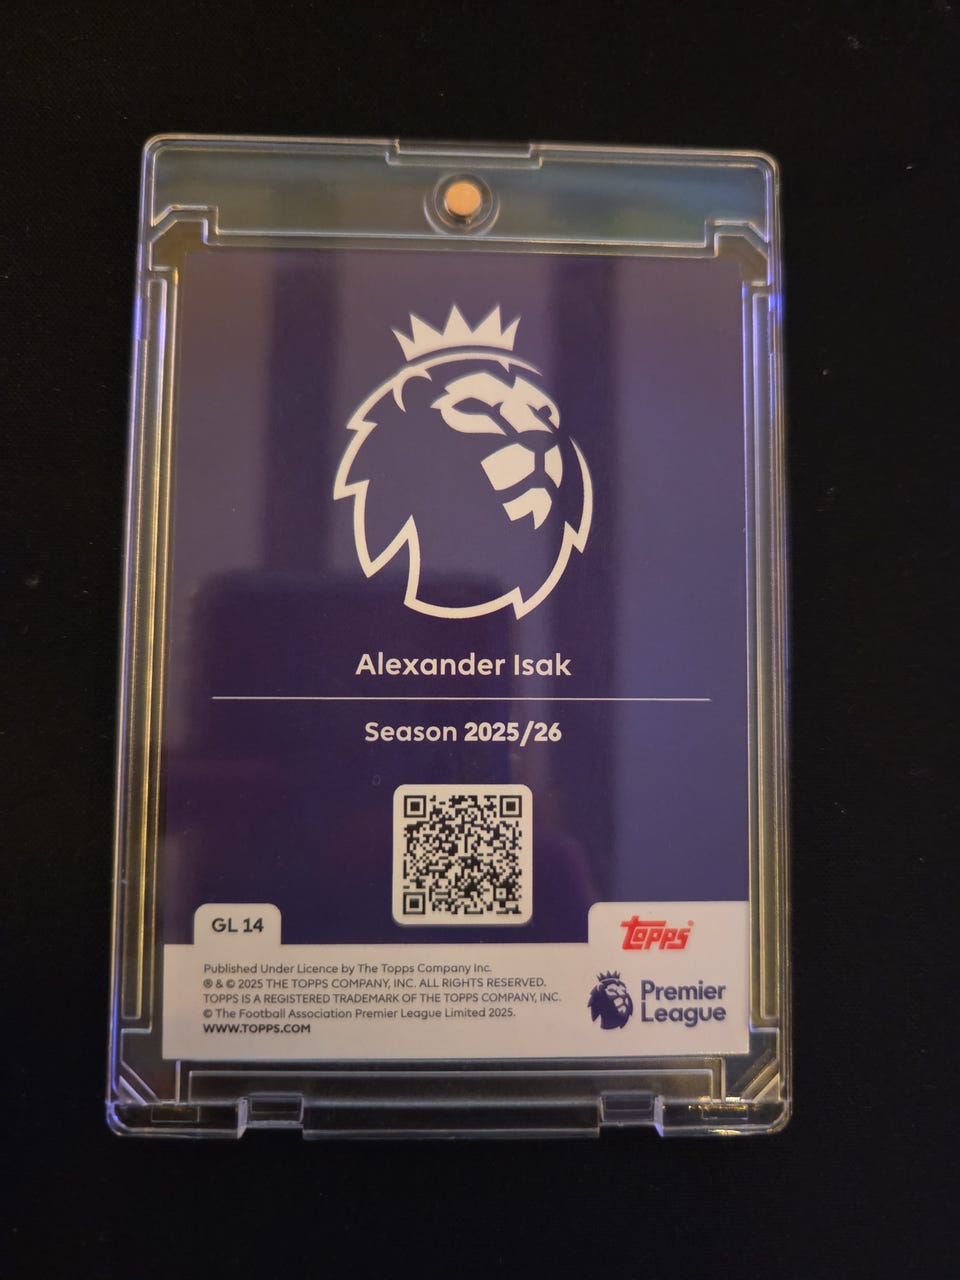 Alexander Isak
Season 2025/26
GL 14
TOPPS®
Published Under Licence by The Topps Company Inc.
® & © 2025 THE TOPPS COMPANY, INC. ALL RIGHTS RESERVED.
TOPPS IS A REGISTERED TRADEMARK OF THE TOPPS COMPANY, INC.
© The Football Association Premier League Limited 2025.
WWW.TOPPS.COM
Premier
League